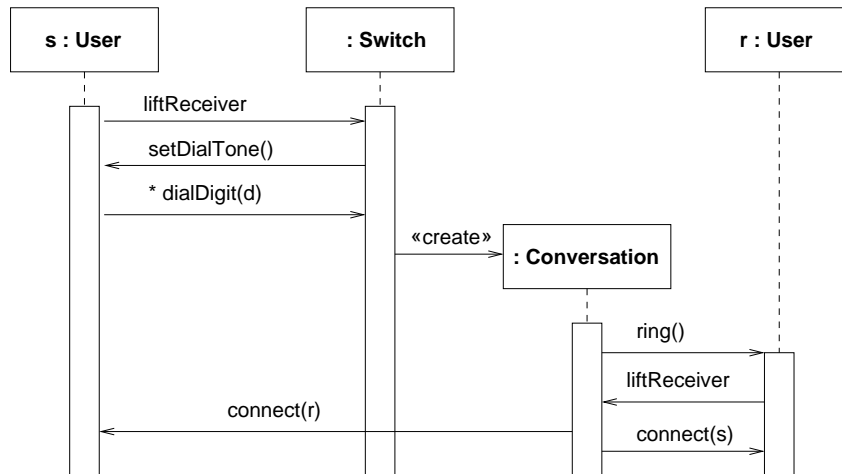 s : User
: Switch
r : User
liftReceiver
setDialTone()
* dialDigit(d)
«create»
: Conversation
ring()
liftReceiver
connect(r)
connect(s)